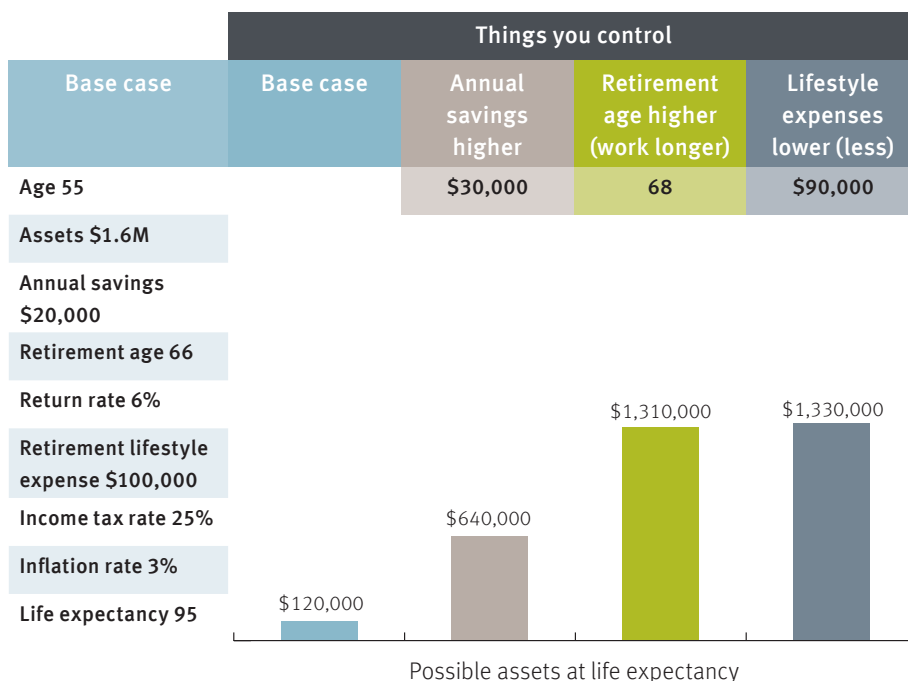 Things you control
Base case
Base case
Annual
savings
higher
Retirement
age higher
(work longer)
Lifestyle
expenses
lower (less)
Age 55
$30,000
68
$90,000
Assets $1.6M
Annual savings
$20,000
Retirement age 66
Return rate 6%
Retirement lifestyle
expense $100,000
Income tax rate 25%
Inflation rate 3%
Life expectancy 95
$120,000
$640,000
$1,310,000
$1,330,000
Possible assets at life expectancy